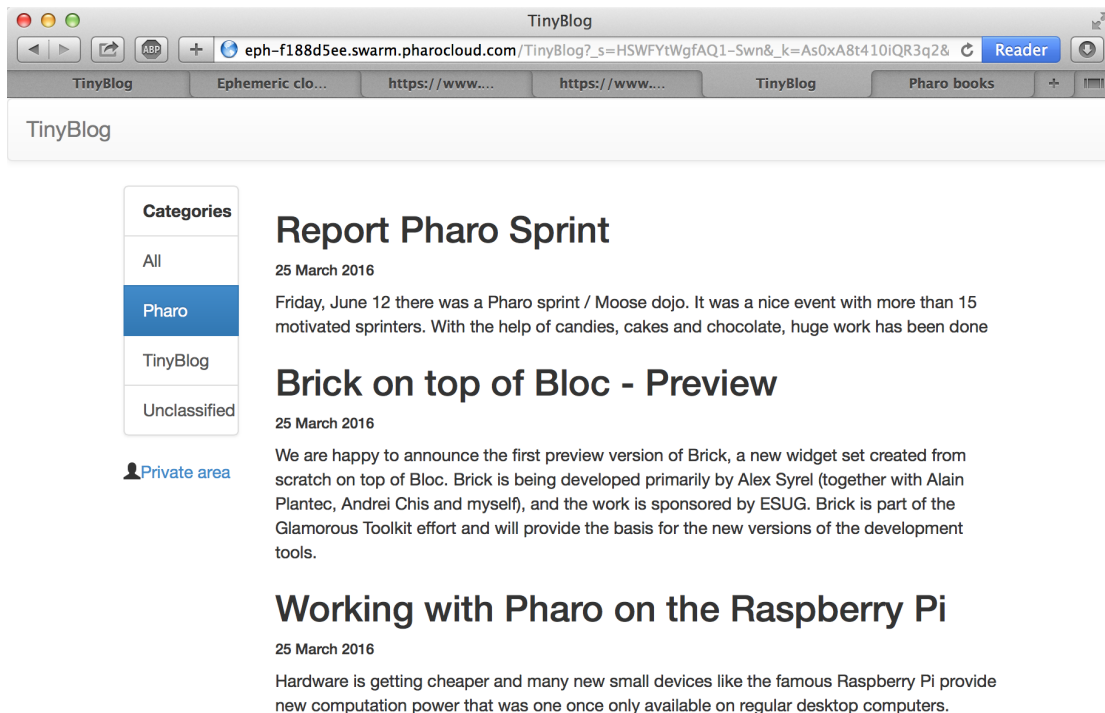 TinyBlog
ABP
eph-f188d5ee.swarm.pharocloud.com/TinyBlog?_s=HSWFYtWgfAQ1-Swn&_k=As0xA8t410iQR3q2&
Reader
TinyBlog
Ephemeric clo...
https://www....
https://www....
TinyBlog
Pharo books
TinyBlog
Categories
All
Pharo
TinyBlog
Unclassified
Private area
Report Pharo Sprint
25 March 2016
Friday, June 12 there was a Pharo sprint / Moose dojo. It was a nice event with more than 15
motivated sprinters. With the help of candies, cakes and chocolate, huge work has been done
Brick on top of Bloc - Preview
25 March 2016
We are happy to announce the first preview version of Brick, a new widget set created from
scratch on top of Bloc. Brick is being developed primarily by Alex Syrel (together with Alain
Plantec, Andrei Chis and myself), and the work is sponsored by ESUG. Brick is part of the
Glamorous Toolkit effort and will provide the basis for the new versions of the development
tools.
Working with Pharo on the Raspberry Pi
25 March 2016
Hardware is getting cheaper and many new small devices like the famous Raspberry Pi provide
new computation power that was one once only available on regular desktop computers.